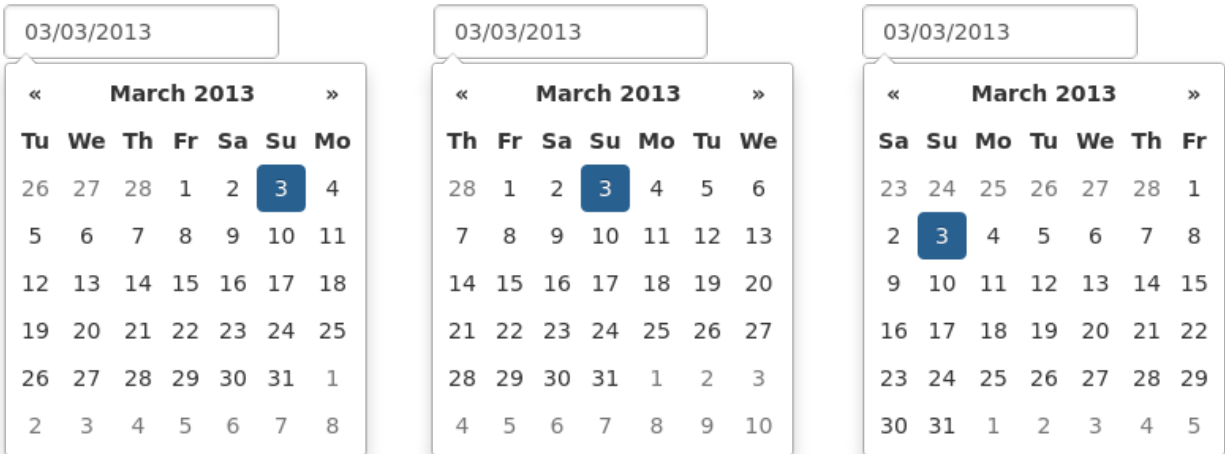 03/03/2013
« March 2013 »
Tu We Th Fr Sa Su Mo
26 27 28 1 2 3 4
5 6 7 8 9 10 11
12 13 14 15 16 17 18
19 20 21 22 23 24 25
26 27 28 29 30 31 1
2 3 4 5 6 7 8
03/03/2013
« March 2013 »
Th Fr Sa Su Mo Tu We
28 1 2 3 4 5 6
7 8 9 10 11 12 13
14 15 16 17 18 19 20
21 22 23 24 25 26 27
28 29 30 31 1 2 3
4 5 6 7 8 9 10
03/03/2013
« March 2013 »
Sa Su Mo Tu We Th Fr
23 24 25 26 27 28 1
2 3 4 5 6 7 8
9 10 11 12 13 14 15
16 17 18 19 20 21 22
23 24 25 26 27 28 29
30 31 1 2 3 4 5